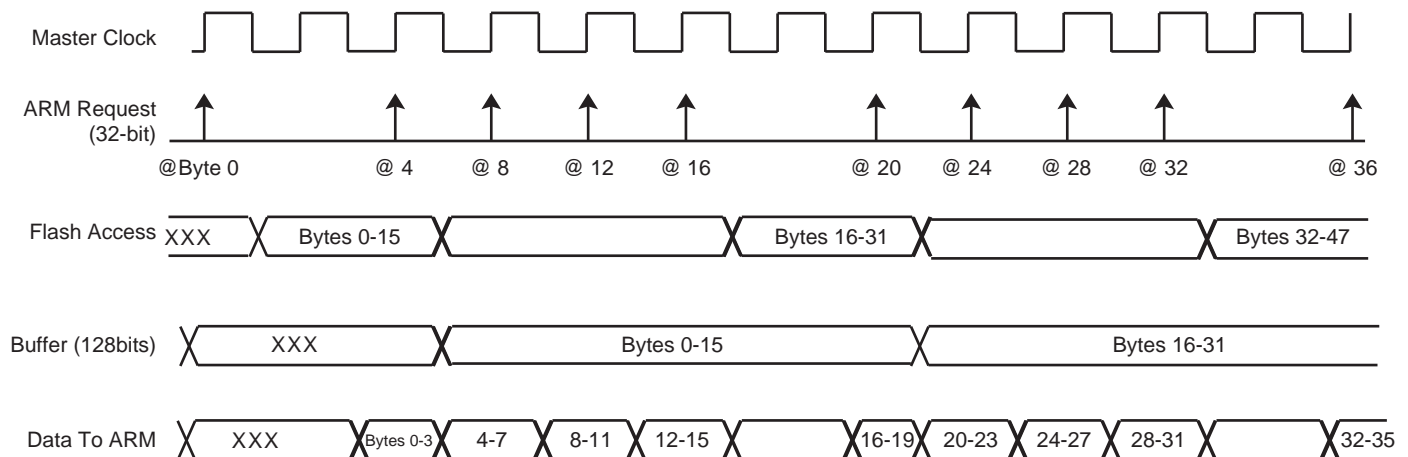 Master Clock
ARM Request
(32-bit)
@Byte 0 @ 4 @ 8 @ 12 @ 16 @ 20 @ 24 @ 28 @ 32 @ 36
Flash Access XXX Bytes 0-15 Bytes 16-31 Bytes 32-47
Buffer (128bits) XXX Bytes 0-15 Bytes 16-31
Data To ARM XXX Bytes 0-3 4-7 8-11 12-15 16-19 20-23 24-27 28-31 32-35